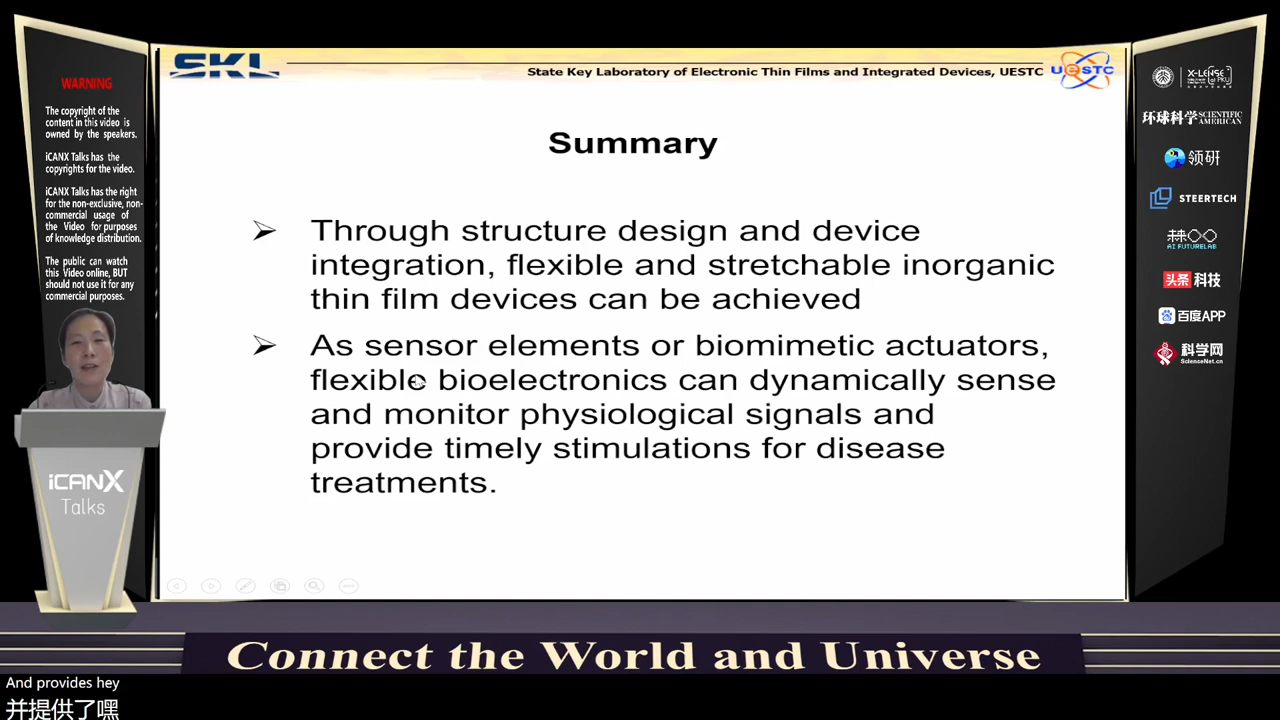 WARNING
The copyright of the
content in this video is
owned by the speakers.
iCANX Talks has the
copyrights for the video.
iCANX Talks has the right
for the non-exclusive, non-
commercial usage of
the Video for purposes
of knowledge distribution.
The public can watch
this Video online, BUT
should not use it for any
commercial purposes.
iCANX
Talks
SKL
State Key Laboratory of Electronic Thin Films and Integrated Devices, UESTC
UESTC
Summary
➢ Through structure design and device
integration, flexible and stretchable inorganic
thin film devices can be achieved
➢ As sensor elements or biomimetic actuators,
flexible bioelectronics can dynamically sense
and monitor physiological signals and
provide timely stimulations for disease
treatments.
X-LENSE
环球科学 SCIENTIFIC AMERICAN
领研
STEERTECH
AI FUTURELAB
头条 科技
百度APP
科学网
ScienceNet.cn
Connect the World and Universe
And provides hey
并提供了嘿